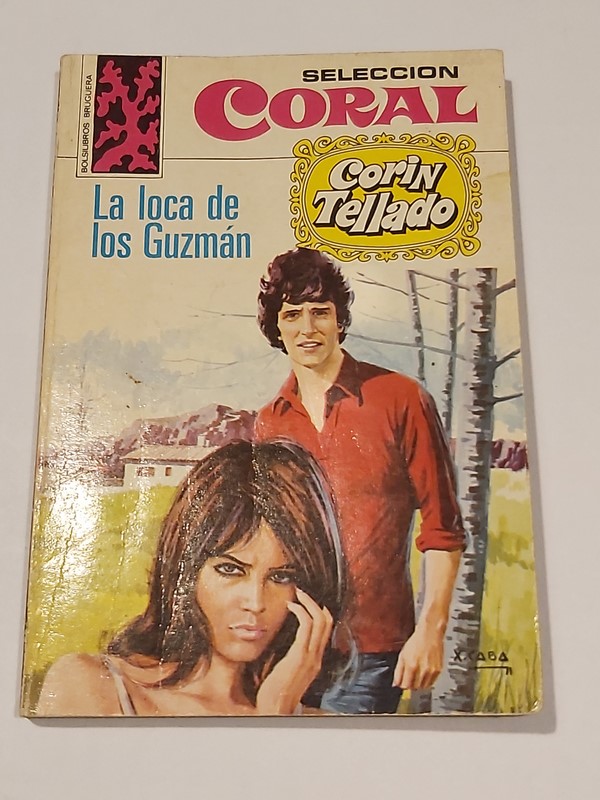 BOLSILIBROS BRUGUERA
SELECCION
CORAL
Corin
Tellado
La loca de
los Guzmán
X.CABA